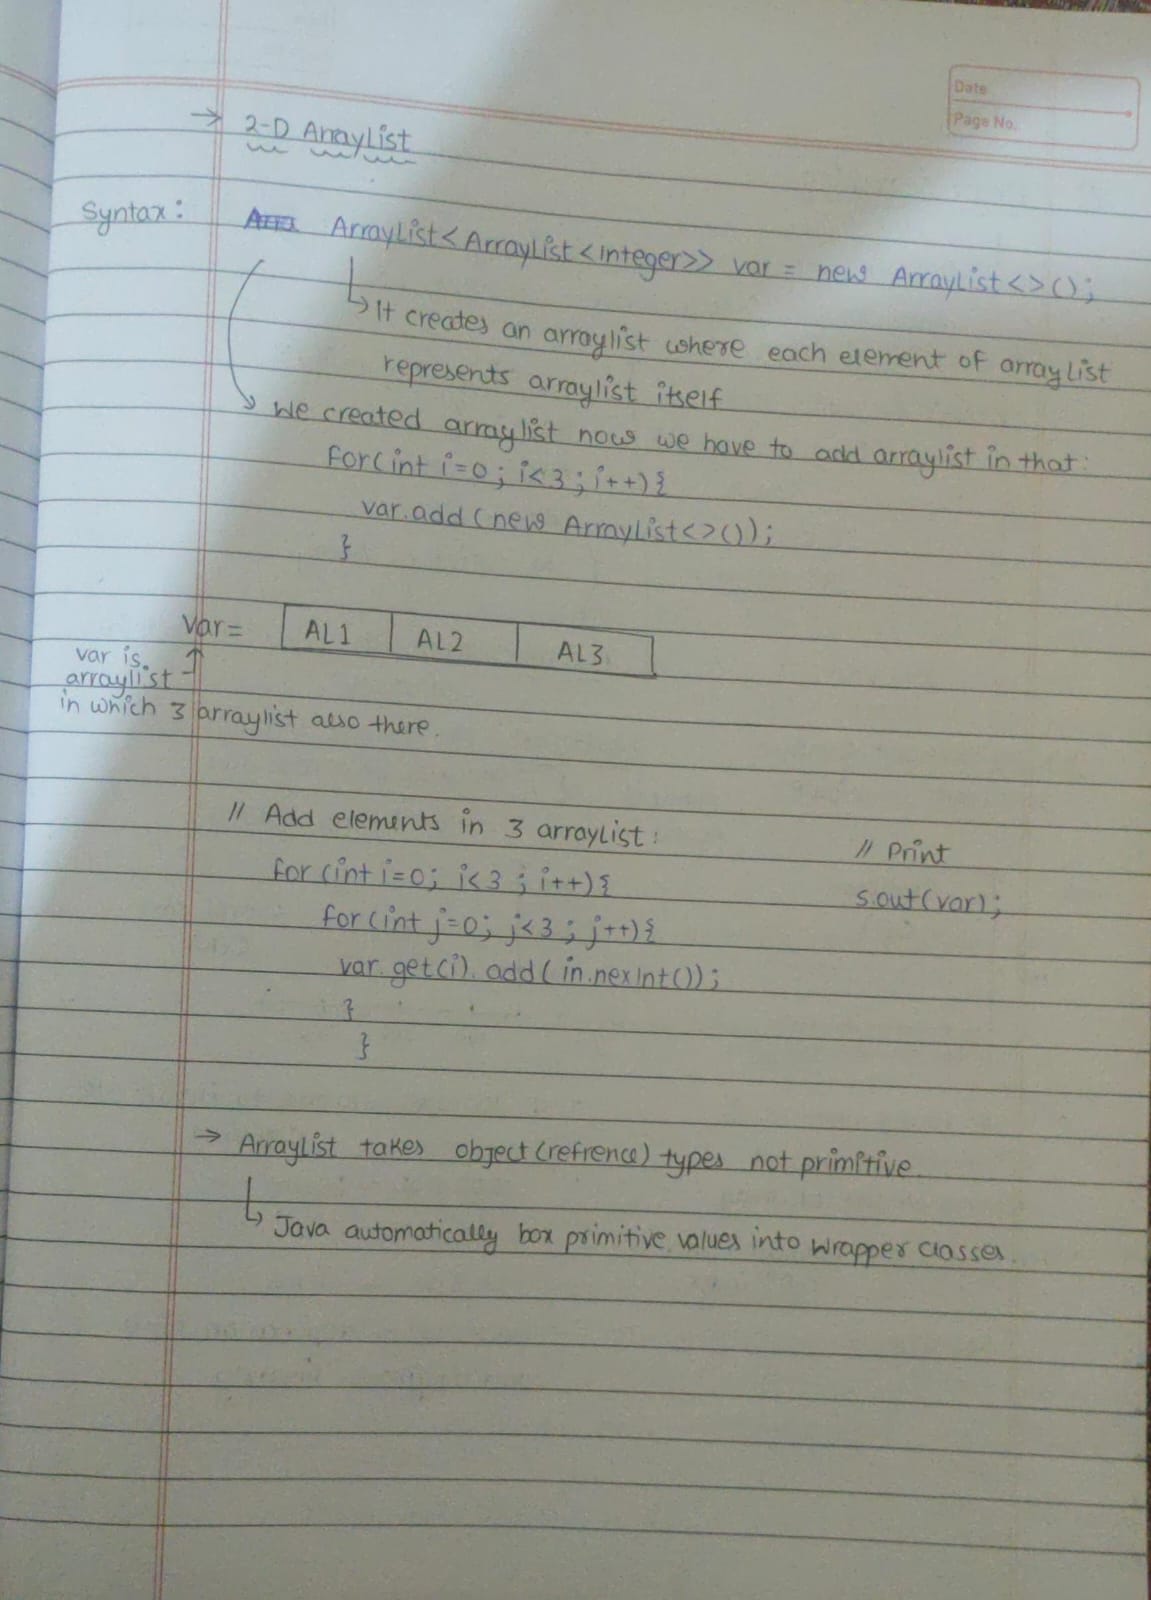 Date
Page No.
→ 2-D ArrayList
Syntax: ArrayList<ArrayList<Integer>> var = new ArrayList<>();
↳ It creates an arraylist where each element of arraylist
represents arraylist itself
We created arraylist now we have to add arraylist in that:
for(int i=0; i<3; i++){
var.add(new ArrayList<>());
}
var= AL1 AL2 AL3
var is
arraylist
in which 3 arraylist also there.
// Add elements in 3 arraylist:
// Print
for(int i=0; i<3; i++){
s.out(var);
for(int j=0; j<3; j++){
var.get(i).add(in.nexInt());
}
}
→ Arraylist takes object(refrence) types not primitive.
↳ Java automatically box primitive values into wrapper classes.